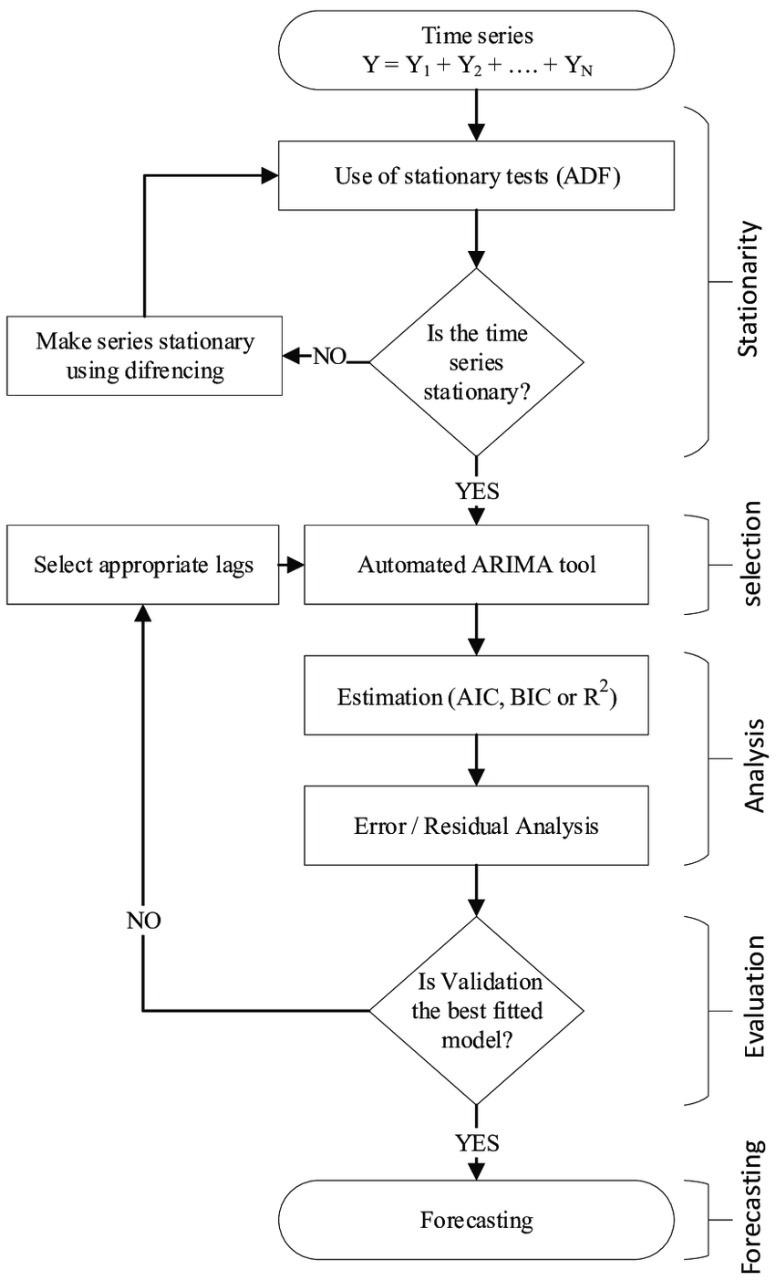 Time series
Y = Y₁ + Y₂ + …. + Y_N
Use of stationary tests (ADF)
Stationarity
Make series stationary
using difrencing
NO
Is the time
series
stationary?
YES
Select appropriate lags
Automated ARIMA tool
selection
Estimation (AIC, BIC or R²)
Analysis
Error / Residual Analysis
NO
Is Validation
the best fitted
model?
Evaluation
YES
Forecasting
Forecasting